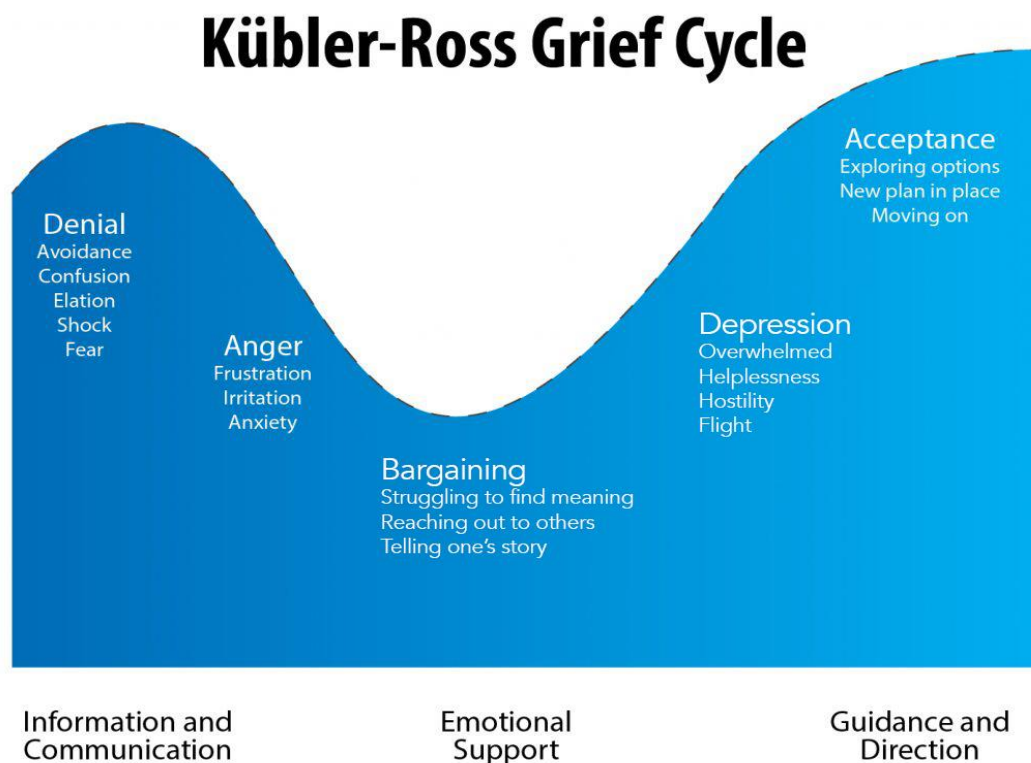 Kübler-Ross Grief Cycle
Denial
Avoidance
Confusion
Elation
Shock
Fear
Anger
Frustration
Irritation
Anxiety
Bargaining
Struggling to find meaning
Reaching out to others
Telling one's story
Depression
Overwhelmed
Helplessness
Hostility
Flight
Acceptance
Exploring options
New plan in place
Moving on
Information and
Communication
Emotional
Support
Guidance and
Direction